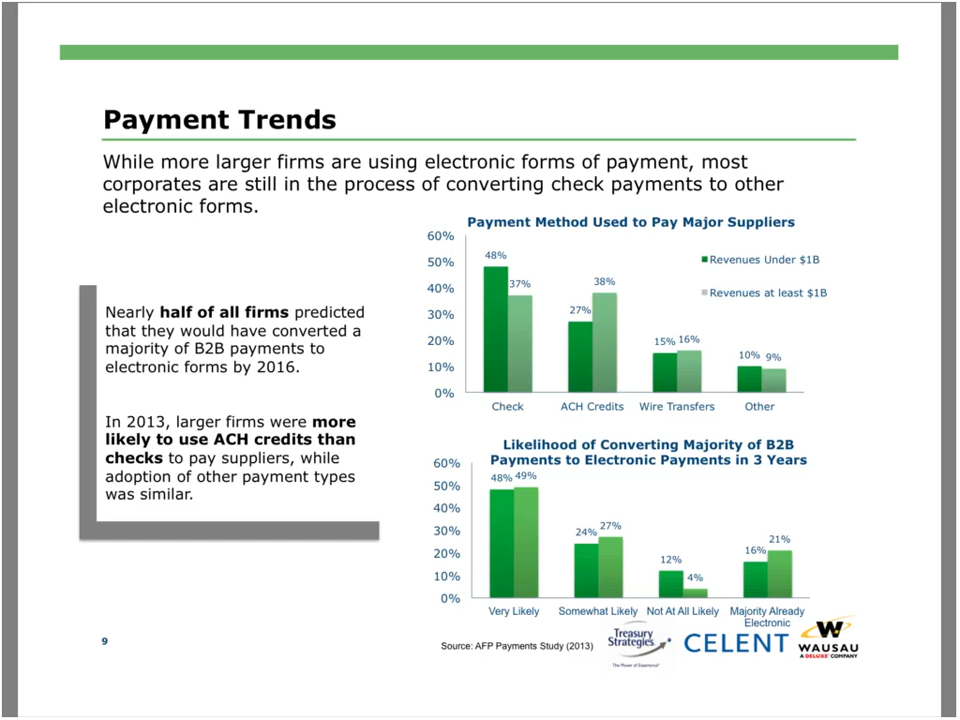 Payment Trends
While more larger firms are using electronic forms of payment, most
corporates are still in the process of converting check payments to other
electronic forms.
Nearly half of all firms predicted
that they would have converted a
majority of B2B payments to
electronic forms by 2016.
In 2013, larger firms were more
likely to use ACH credits than
checks to pay suppliers, while
adoption of other payment types
was similar.
Payment Method Used to Pay Major Suppliers
60%
50%
40%
30%
20%
10%
0%
48%
37%
27%
38%
15% 16%
10% 9%
Revenues Under $1B
Revenues at least $1B
Check ACH Credits Wire Transfers Other
Likelihood of Converting Majority of B2B
Payments to Electronic Payments in 3 Years
60%
50%
40%
30%
20%
10%
0%
48% 49%
24% 27%
12%
4%
16%
21%
Very Likely Somewhat Likely Not At All Likely Majority Already
Electronic
9
Source: AFP Payments Study (2013)
Treasury
Strategies
The Power of Experience®
CELENT
W
WAUSAU
A DELUXE COMPANY